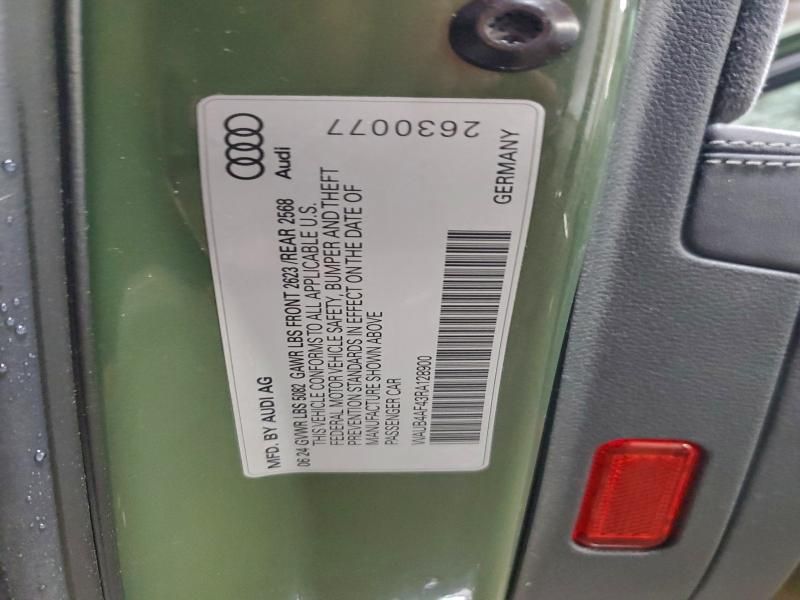 MFD. BY AUDI AG
Audi
06.24 GVWR LBS 5082 GAWR LBS FRONT 2623 /REAR 2568
THIS VEHICLE CONFORMS TO ALL APPLICABLE U.S.
FEDERAL MOTOR VEHICLE SAFETY, BUMPER AND THEFT
PREVENTION STANDARDS IN EFFECT ON THE DATE OF
MANUFACTURE SHOWN ABOVE
PASSENGER CAR
WAUB4AF43RA128900
2630077
GERMANY